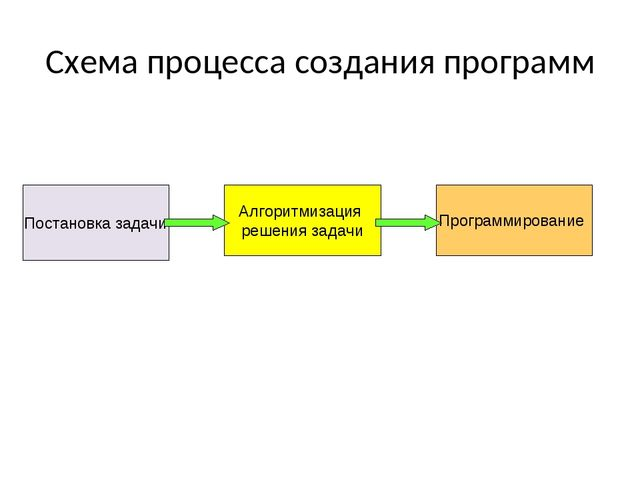 Схема процесса создания программ
Постановка задачи
Алгоритмизация
решения задачи
Программирование